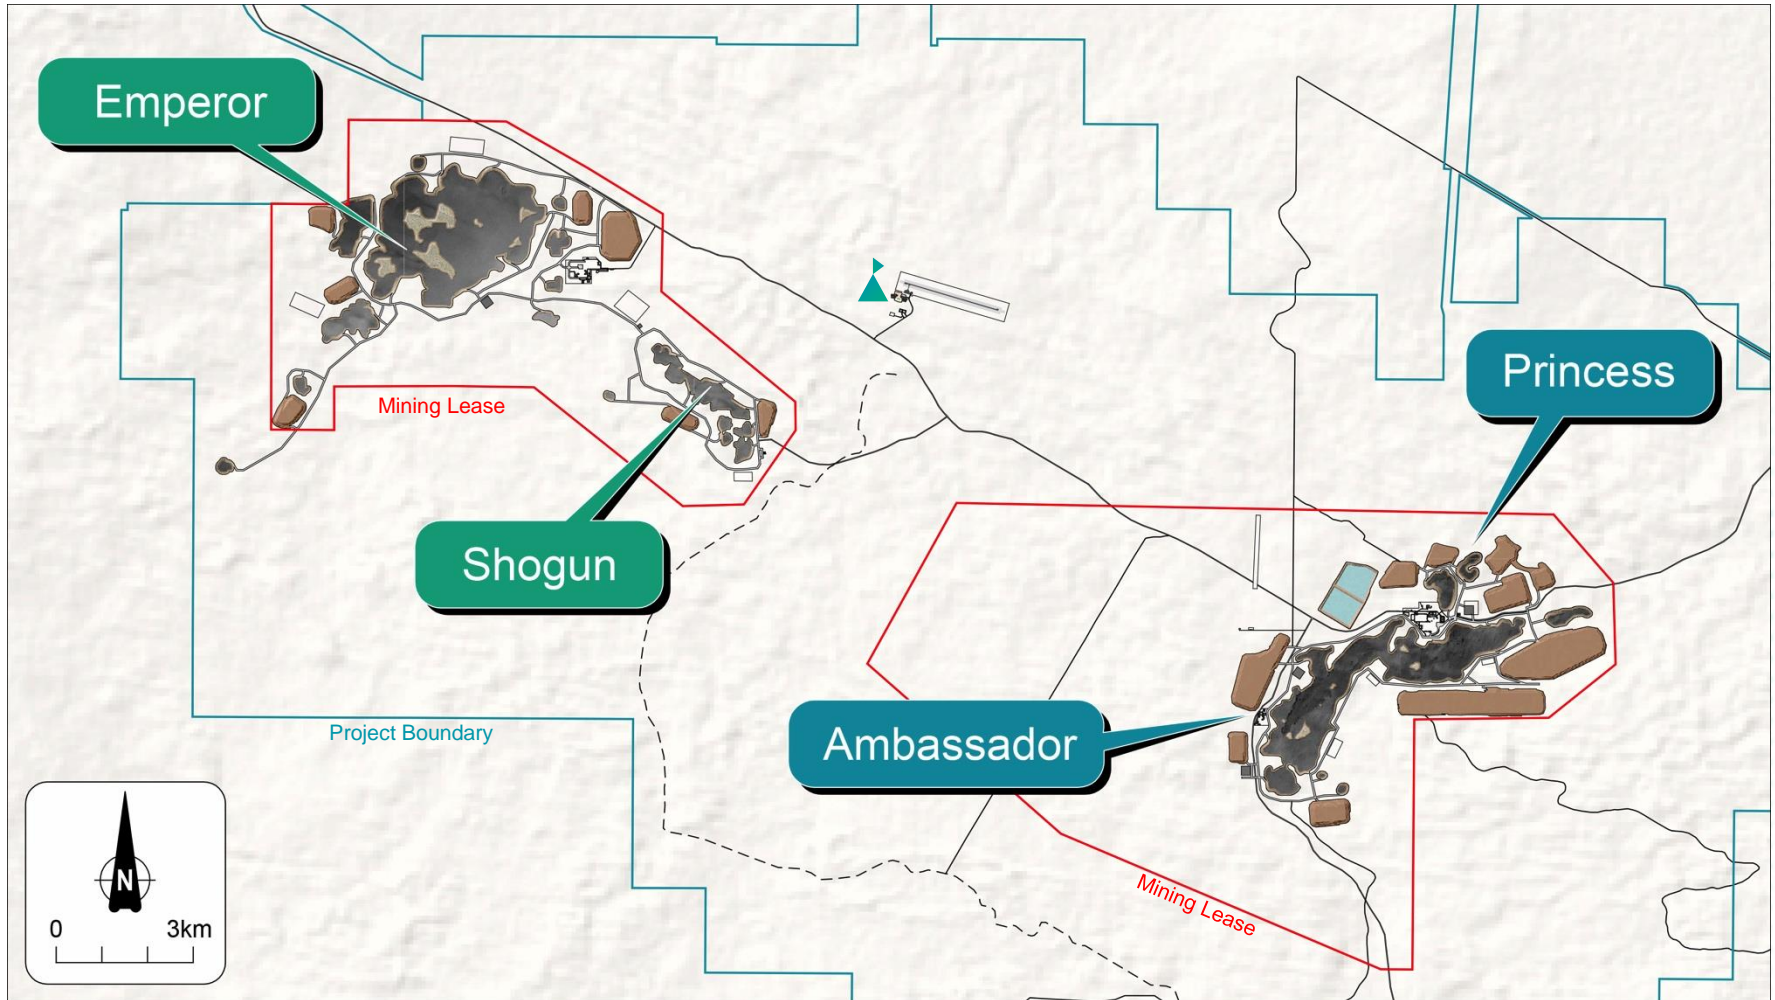 Emperor
Princess
Mining Lease
Shogun
Project Boundary
Ambassador
N
0 3km
Mining Lease